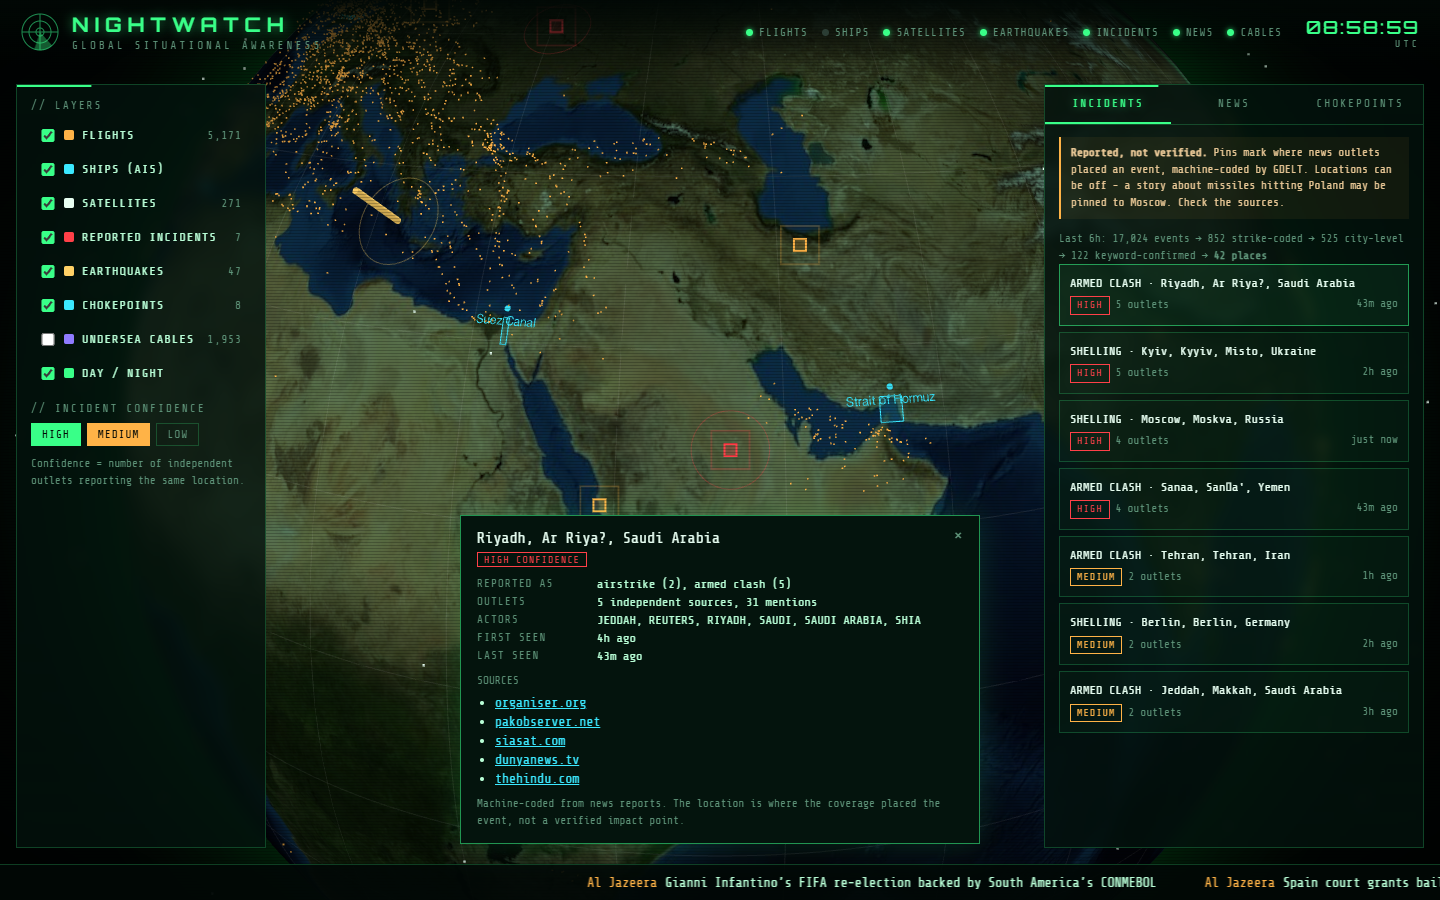 NIGHTWATCH
GLOBAL SITUATIONAL AWARENESS
FLIGHTS
SHIPS
SATELLITES
EARTHQUAKES
INCIDENTS
NEWS
CABLES
08:58:59
UTC
// LAYERS
FLIGHTS 5,171
SHIPS (AIS)
SATELLITES 271
REPORTED INCIDENTS 7
EARTHQUAKES 47
CHOKEPOINTS 8
UNDERSEA CABLES 1,953
DAY / NIGHT
// INCIDENT CONFIDENCE
HIGH MEDIUM LOW
Confidence = number of independent
outlets reporting the same location.
Suez Canal
Strait of Hormuz
Riyadh, Ar Riya?, Saudi Arabia ×
HIGH CONFIDENCE
REPORTED AS airstrike (2), armed clash (5)
OUTLETS 5 independent sources, 31 mentions
ACTORS JEDDAH, REUTERS, RIYADH, SAUDI, SAUDI ARABIA, SHIA
FIRST SEEN 4h ago
LAST SEEN 43m ago
SOURCES
• organiser.org
• pakobserver.net
• siasat.com
• dunyanews.tv
• thehindu.com
Machine-coded from news reports. The location is where the coverage placed the
event, not a verified impact point.
INCIDENTS NEWS CHOKEPOINTS
Reported, not verified. Pins mark where news outlets
placed an event, machine-coded by GDELT. Locations can
be off – a story about missiles hitting Poland may be
pinned to Moscow. Check the sources.
Last 6h: 17,024 events → 852 strike-coded → 525 city-level
→ 122 keyword-confirmed → 42 places
ARMED CLASH · Riyadh, Ar Riya?, Saudi Arabia
HIGH 5 outlets 43m ago
SHELLING · Kyiv, Kyyiv, Misto, Ukraine
HIGH 5 outlets 2h ago
SHELLING · Moscow, Moskva, Russia
HIGH 4 outlets just now
ARMED CLASH · Sanaa, San▯a', Yemen
HIGH 4 outlets 43m ago
ARMED CLASH · Tehran, Tehran, Iran
MEDIUM 2 outlets 1h ago
SHELLING · Berlin, Berlin, Germany
MEDIUM 2 outlets 2h ago
ARMED CLASH · Jeddah, Makkah, Saudi Arabia
MEDIUM 2 outlets 3h ago
Al Jazeera Gianni Infantino's FIFA re-election backed by South America's CONMEBOL Al Jazeera Spain court grants bail